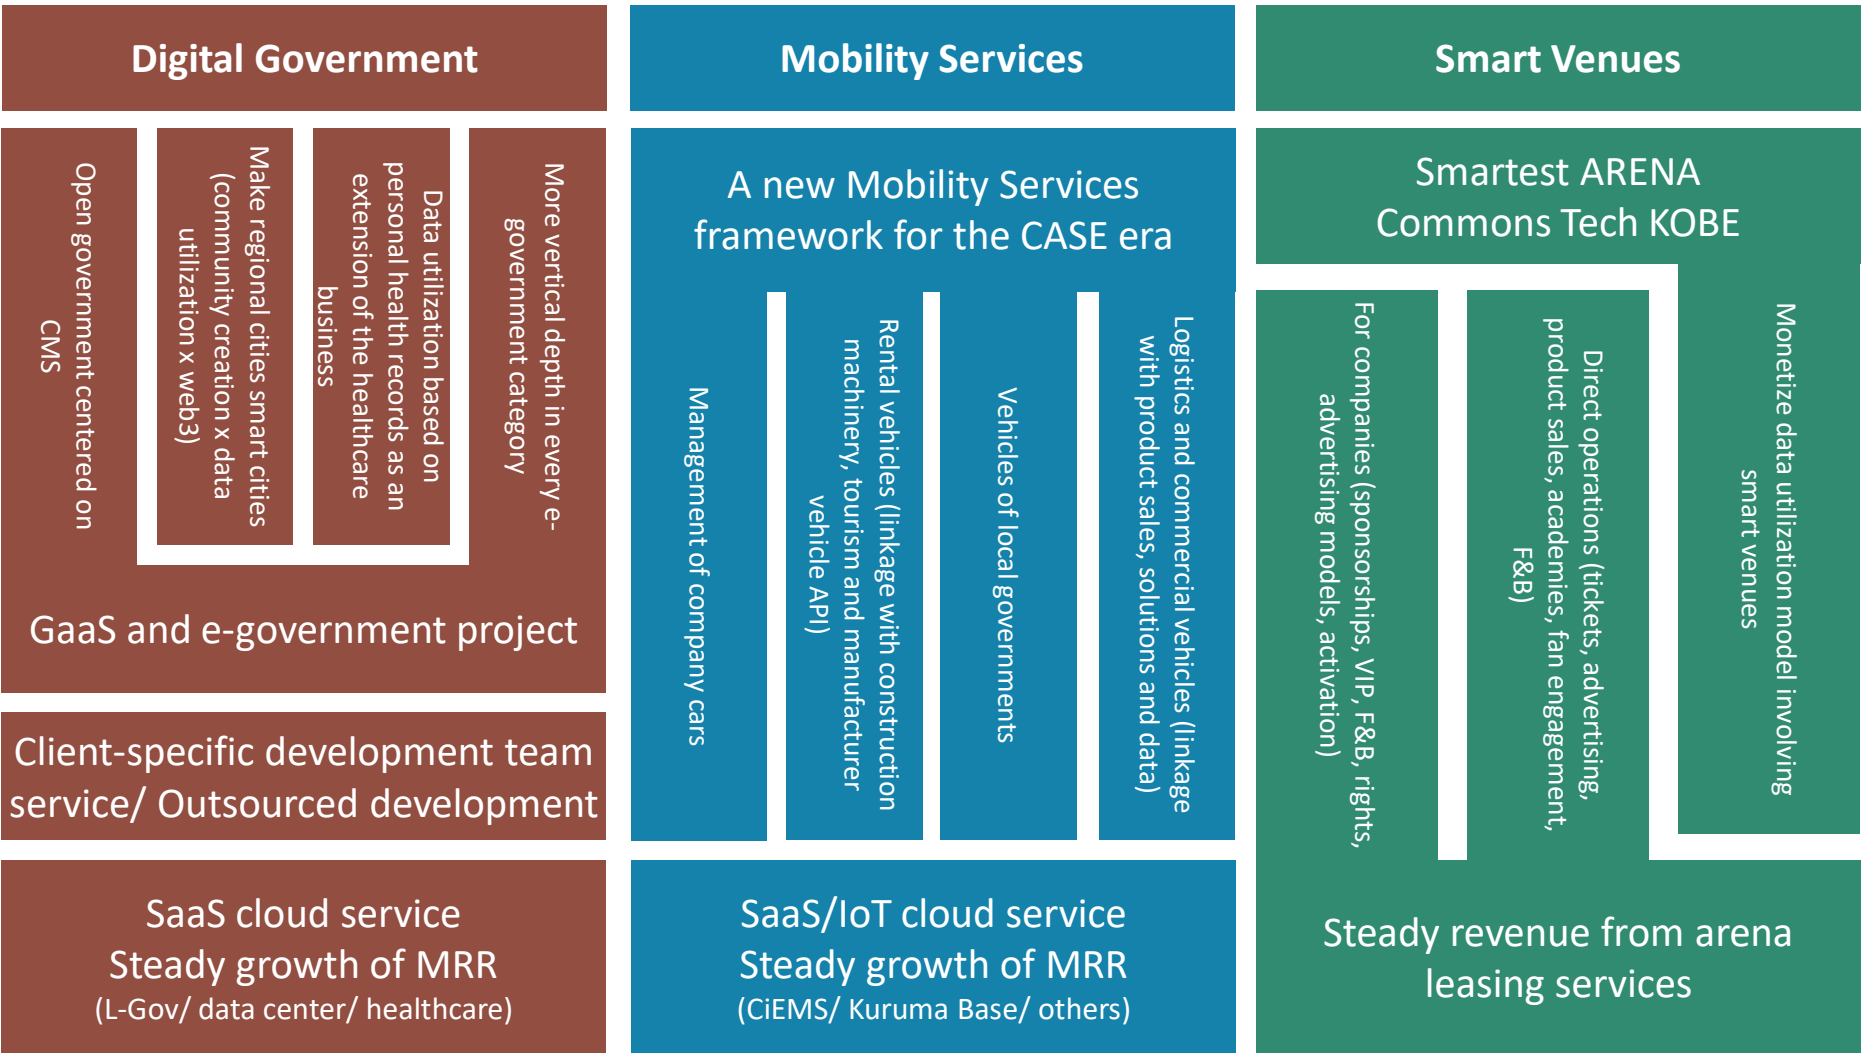 Digital Government
Open government centered on
CMS
Make regional cities smart cities
(community creation x data
utilization x web3)
Data utilization based on
personal health records as an
extension of the healthcare
business
More vertical depth in every e-
government category
GaaS and e-government project
Client-specific development team
service/ Outsourced development
SaaS cloud service
Steady growth of MRR
(L-Gov/ data center/ healthcare)
Mobility Services
A new Mobility Services
framework for the CASE era
Management of company cars
Rental vehicles (linkage with construction
machinery, tourism and manufacturer
vehicle API)
Vehicles of local governments
Logistics and commercial vehicles (linkage
with product sales, solutions and data)
SaaS/IoT cloud service
Steady growth of MRR
(CiEMS/ Kuruma Base/ others)
Smart Venues
Smartest ARENA
Commons Tech KOBE
For companies (sponsorships, VIP, F&B, rights,
advertising models, activation)
Direct operations (tickets, advertising,
product sales, academies, fan engagement,
F&B)
Monetize data utilization model involving
smart venues
Steady revenue from arena
leasing services